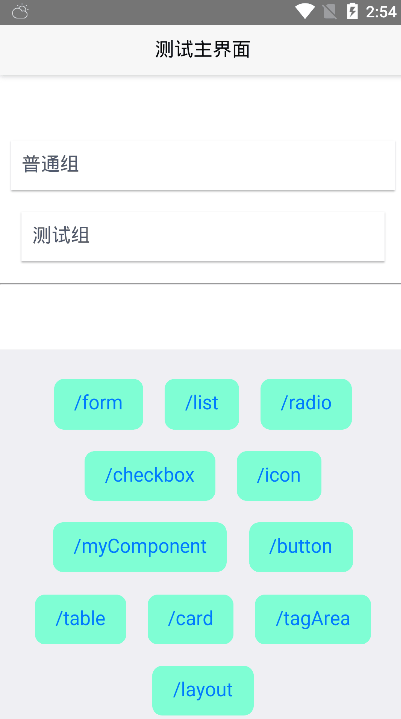 2:54
测试主界面
普通组
测试组
/form /list /radio
/checkbox /icon
/myComponent /button
/table /card /tagArea
/layout